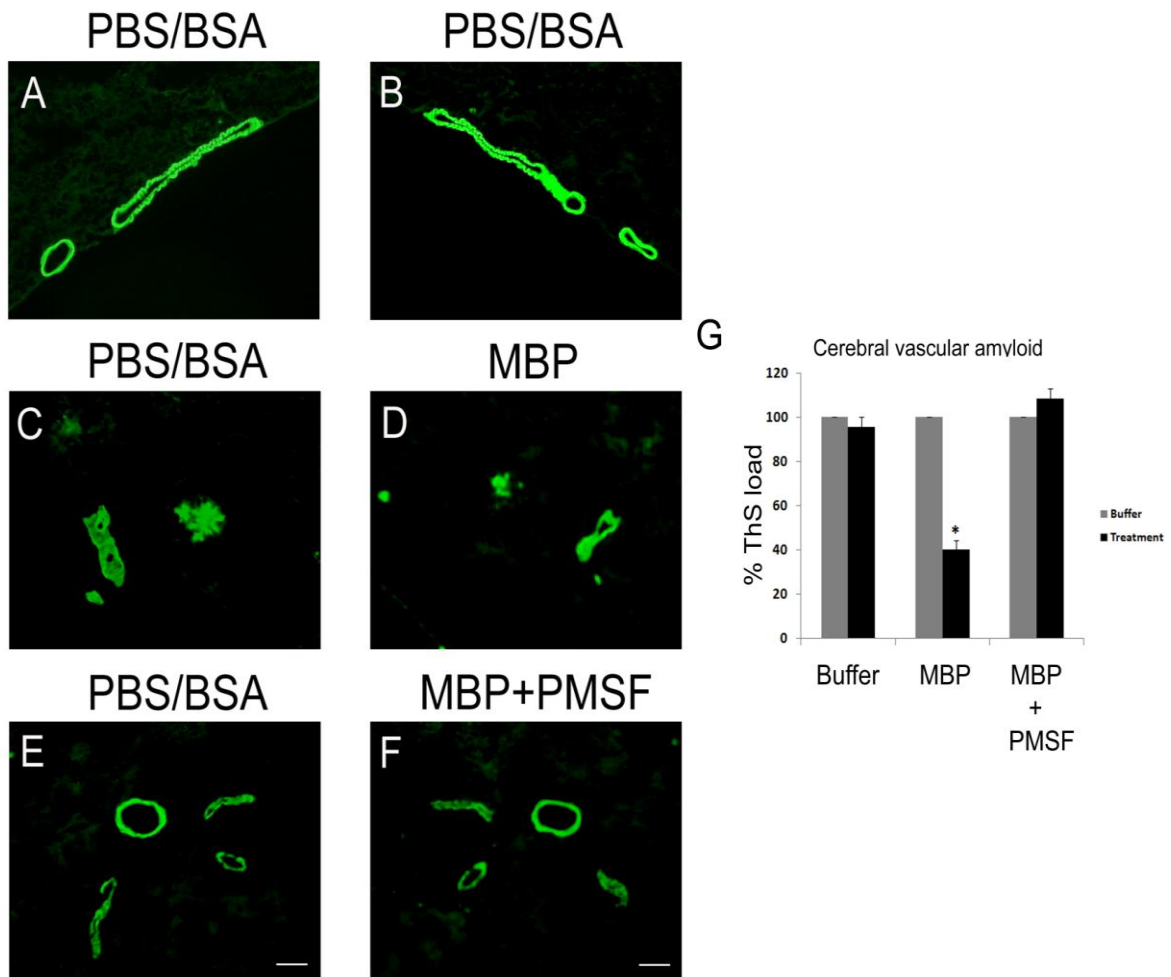 PBS/BSA
PBS/BSA
A
B
PBS/BSA
MBP
C
D
PBS/BSA
MBP+PMSF
E
F
G
Cerebral vascular amyloid
% ThS load
120
100
80
60
40
20
0
*
Buffer
MBP
MBP
+
PMSF
Buffer
Treatment